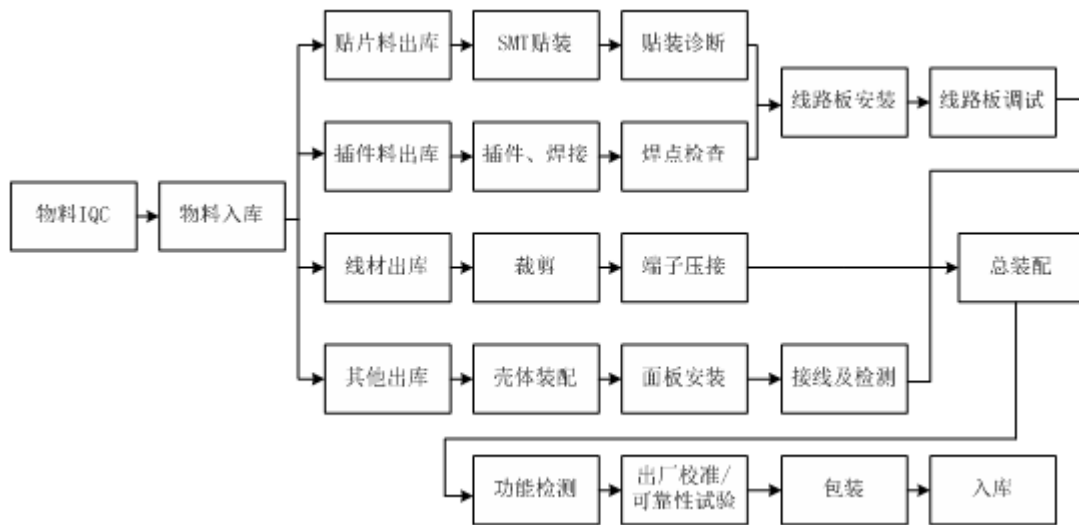 贴片料出库
SMT贴装
贴装诊断
线路板安装
线路板调试
插件料出库
插件、焊接
焊点检查
物料IQC
物料入库
线材出库
裁剪
端子压接
总装配
其他出库
壳体装配
面板安装
接线及检测
功能检测
出厂校准/
可靠性试验
包装
入库